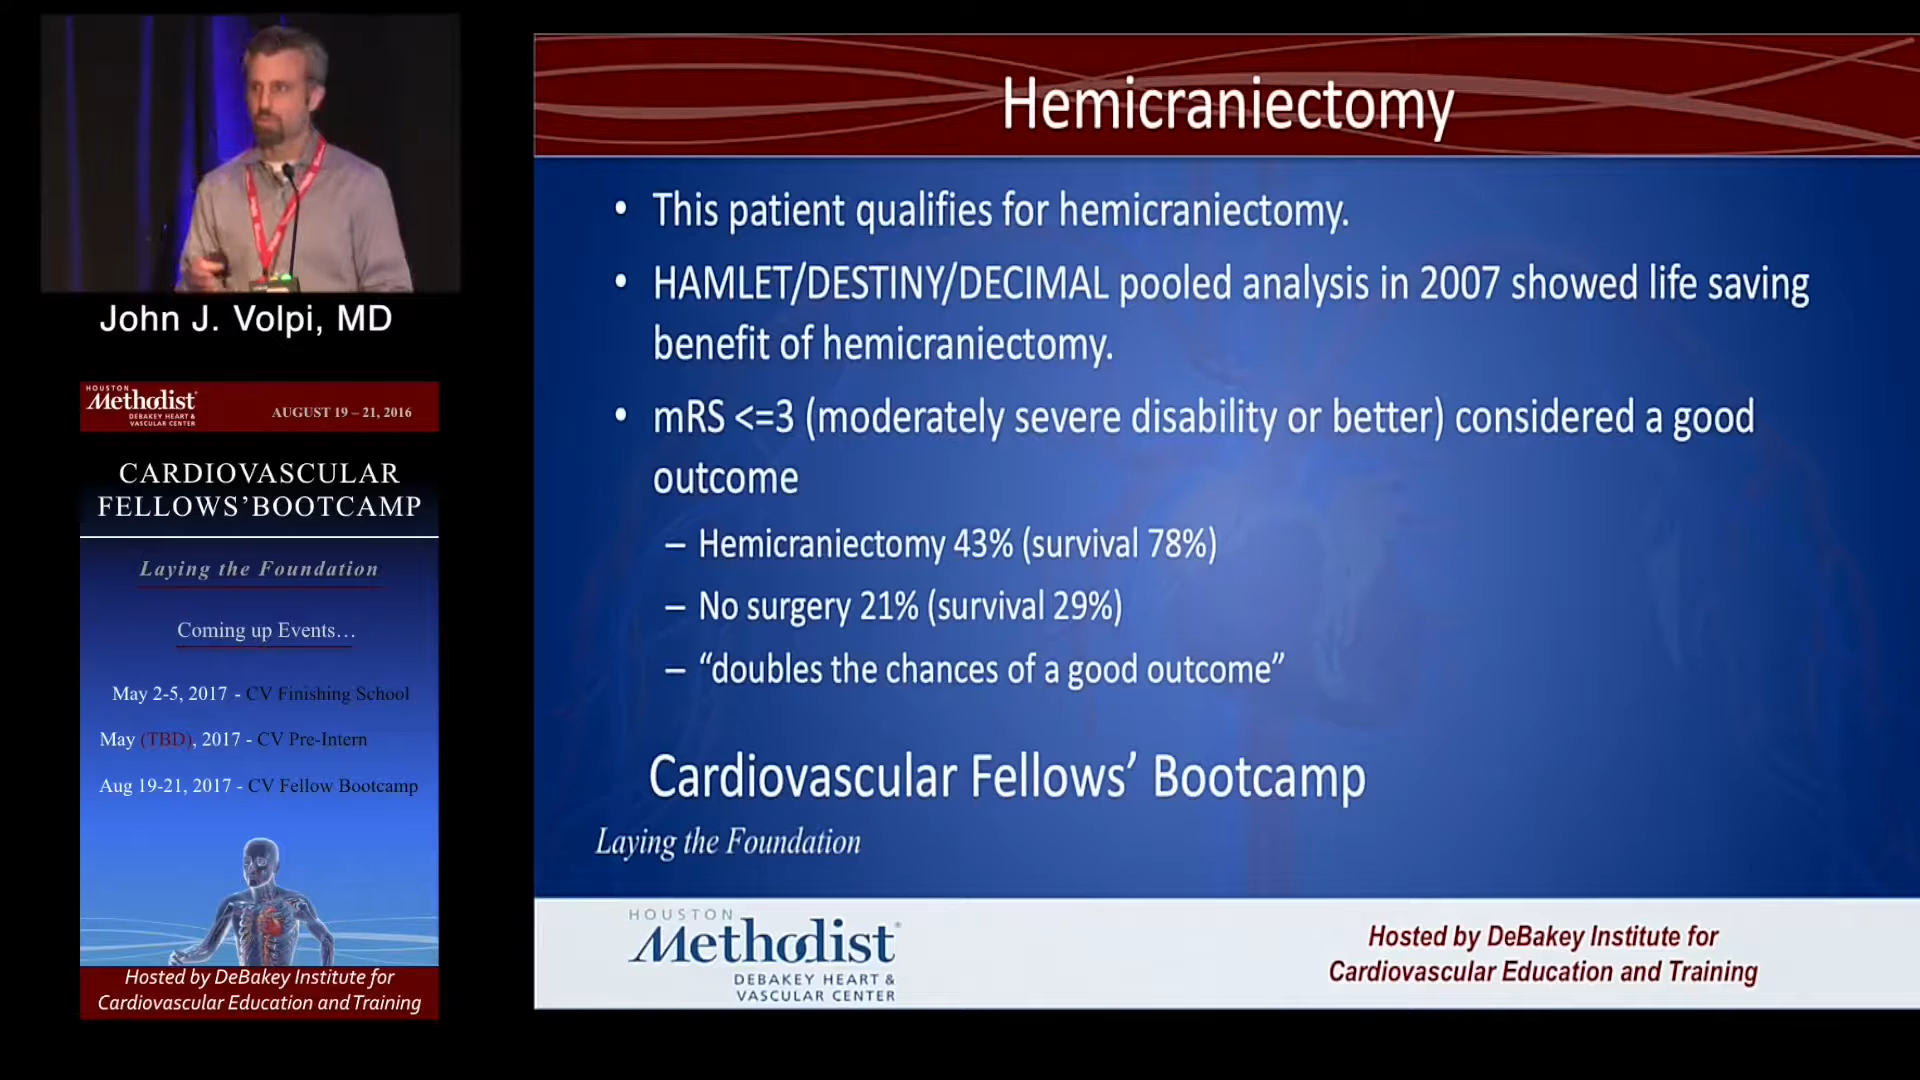 John J. Volpi, MD
HOUSTON
Methodist
DEBAKEY HEART &
VASCULAR CENTER
AUGUST 19 – 21, 2016
CARDIOVASCULAR
FELLOWS’BOOTCAMP
Laying the Foundation
Coming up Events…
May 2-5, 2017 - CV Finishing School
May (TBD), 2017 - CV Pre-Intern
Aug 19-21, 2017 - CV Fellow Bootcamp
Hosted by DeBakey Institute for
Cardiovascular Education and Training
Hemicraniectomy
• This patient qualifies for hemicraniectomy.
• HAMLET/DESTINY/DECIMAL pooled analysis in 2007 showed life saving
benefit of hemicraniectomy.
• mRS <=3 (moderately severe disability or better) considered a good
outcome
– Hemicraniectomy 43% (survival 78%)
– No surgery 21% (survival 29%)
– “doubles the chances of a good outcome”
Cardiovascular Fellows’ Bootcamp
Laying the Foundation
HOUSTON
Methodist
DEBAKEY HEART &
VASCULAR CENTER
Hosted by DeBakey Institute for
Cardiovascular Education and Training